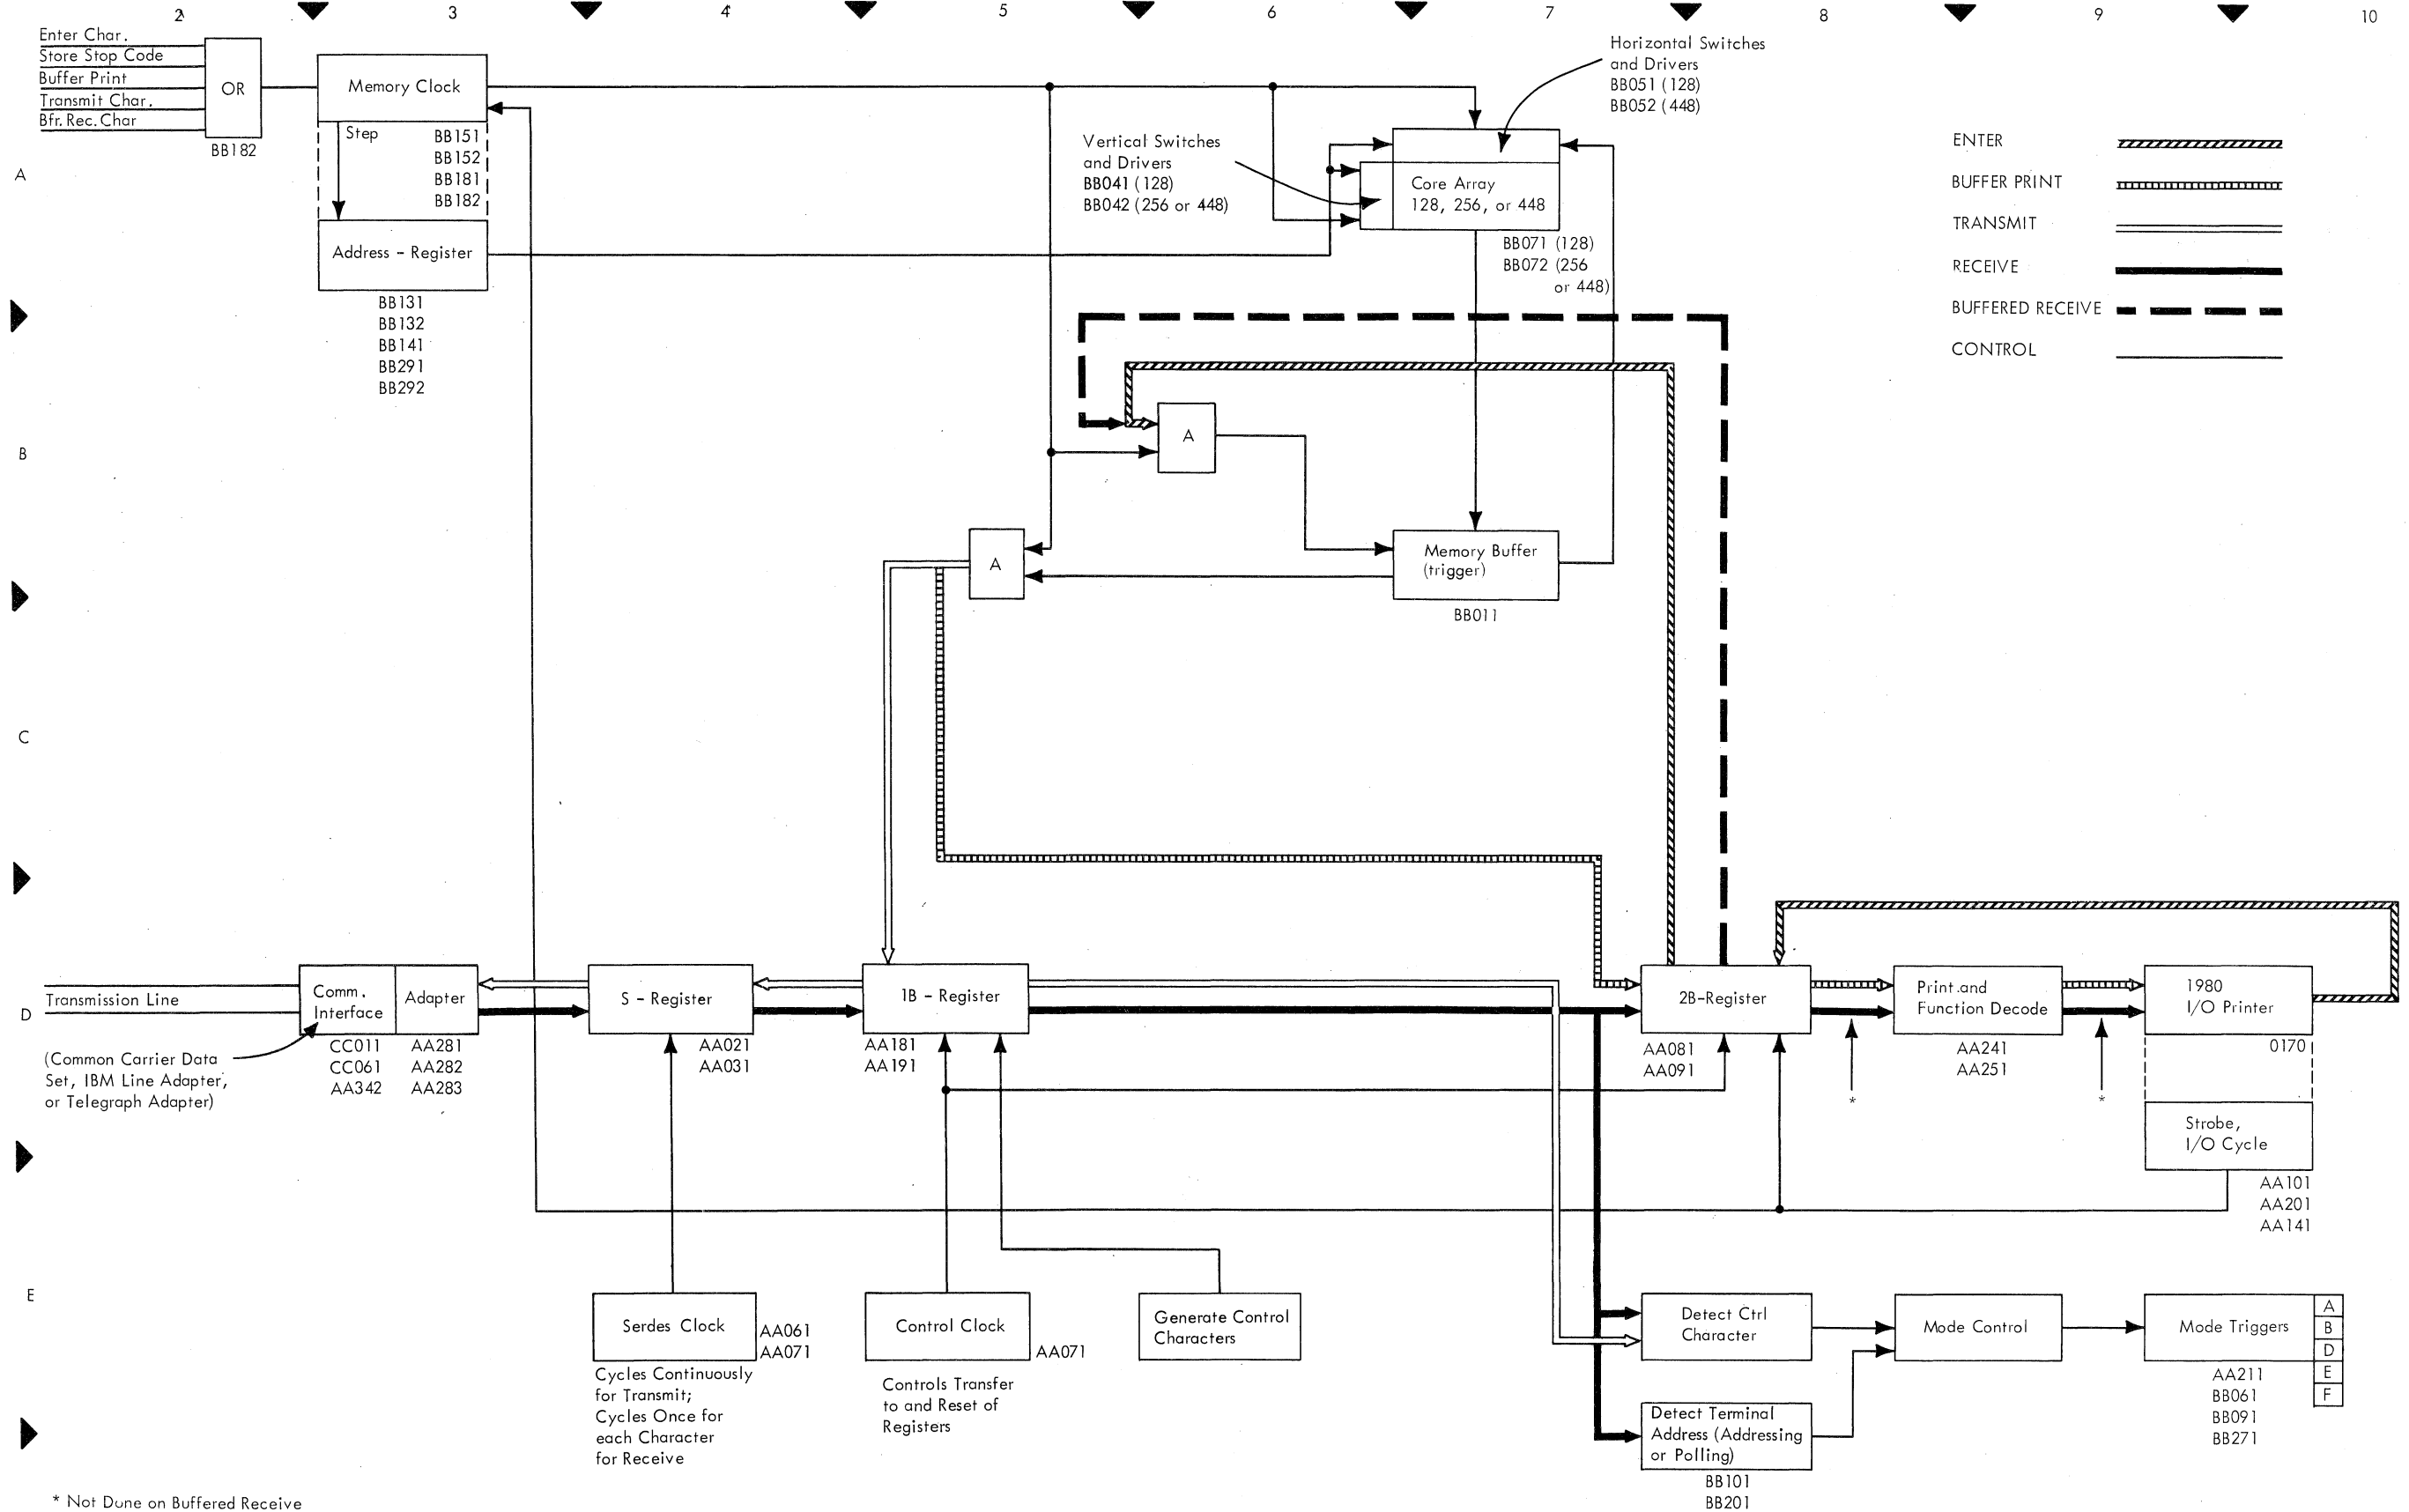 2 3 4 5 6 7 8 9 10
Enter Char.
Store Stop Code
Buffer Print
Transmit Char.
Bfr. Rec. Char
OR
BB182
Memory Clock
Step
BB151
BB152
BB181
BB182
Address - Register
BB131
BB132
BB141
BB291
BB292
Horizontal Switches
and Drivers
BB051 (128)
BB052 (448)
Vertical Switches
and Drivers
BB041 (128)
BB042 (256 or 448)
Core Array
128, 256, or 448
BB071 (128)
BB072 (256
or 448)
ENTER
BUFFER PRINT
TRANSMIT
RECEIVE
BUFFERED RECEIVE
CONTROL
A
B
C
D
E
A
A
Memory Buffer
(trigger)
BB011
Transmission Line
Comm.
Interface
Adapter
CC011
CC061
AA342
AA281
AA282
AA283
(Common Carrier Data
Set, IBM Line Adapter,
or Telegraph Adapter)
S - Register
AA021
AA031
1B - Register
AA181
AA191
2B-Register
AA081
AA091
Print and
Function Decode
AA241
AA251
*
*
1980
I/O Printer
0170
Strobe,
I/O Cycle
AA101
AA201
AA141
Serdes Clock
AA061
AA071
Cycles Continuously
for Transmit;
Cycles Once for
each Character
for Receive
Control Clock
AA071
Controls Transfer
to and Reset of
Registers
Generate Control
Characters
Detect Ctrl
Character
Mode Control
Mode Triggers
A
B
D
E
F
AA211
BB061
BB091
BB271
Detect Terminal
Address (Addressing
or Polling)
BB101
BB201
* Not Dune on Buffered Receive